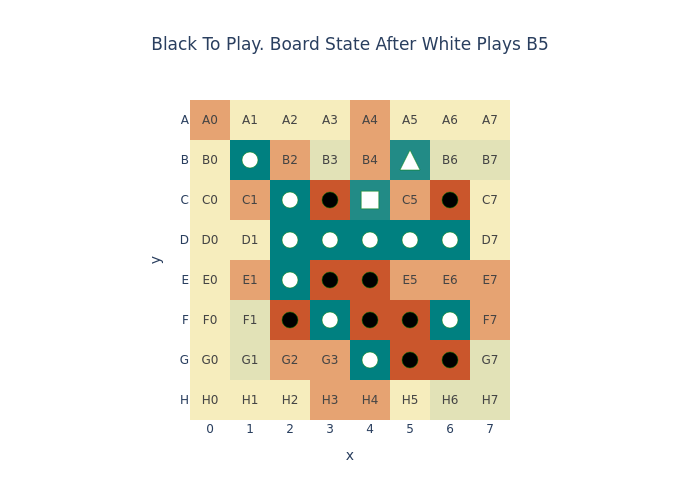 Black To Play. Board State After White Plays B5
A A0 A1 A2 A3 A4 A5 A6 A7
B B0 B2 B3 B4 B6 B7
C C0 C1 C5 C7
D D0 D1 D7
y
E E0 E1 E5 E6 E7
F F0 F1 F7
G G0 G1 G2 G3 G7
H H0 H1 H2 H3 H4 H5 H6 H7
0 1 2 3 4 5 6 7
x